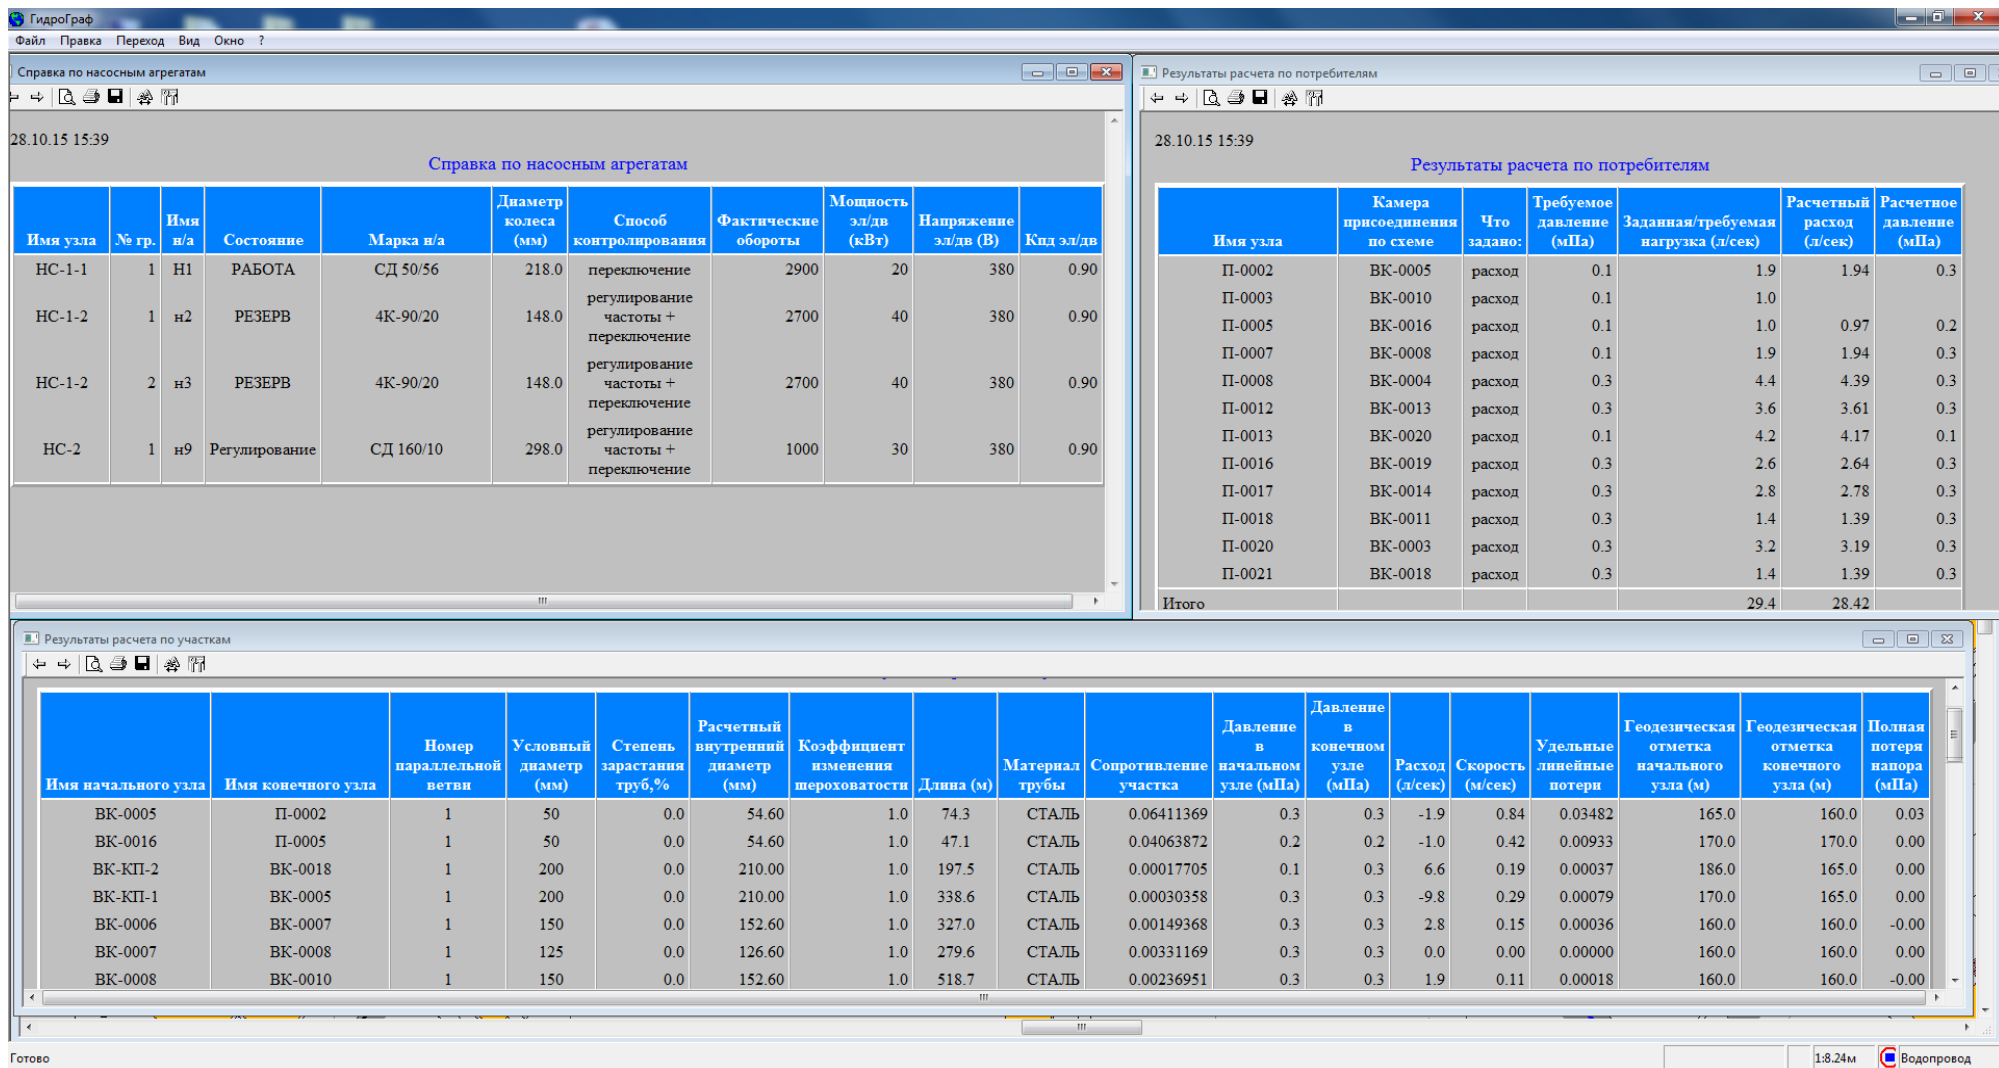 ГидроГраф
Файл Правка Переход Вид Окно ?
Справка по насосным агрегатам
28.10.15 15:39
Справка по насосным агрегатам
Имя узла № гр. Имя н/а Состояние Марка н/а Диаметр колеса (мм) Способ контролирования Фактические обороты Мощность эл/дв (кВт) Напряжение эл/дв (В) Кпд эл/дв
НС-1-1 1 Н1 РАБОТА СД 50/56 218.0 переключение 2900 20 380 0.90
НС-1-2 1 н2 РЕЗЕРВ 4К-90/20 148.0 регулирование частоты + переключение 2700 40 380 0.90
НС-1-2 2 н3 РЕЗЕРВ 4К-90/20 148.0 регулирование частоты + переключение 2700 40 380 0.90
НС-2 1 н9 Регулирование СД 160/10 298.0 регулирование частоты + переключение 1000 30 380 0.90
Результаты расчета по потребителям
28.10.15 15:39
Результаты расчета по потребителям
Имя узла Камера присоединения по схеме Что задано: Требуемое давление (мПа) Заданная/требуемая нагрузка (л/сек) Расчетный расход (л/сек) Расчетное давление (мПа)
П-0002 ВК-0005 расход 0.1 1.9 1.94 0.3
П-0003 ВК-0010 расход 0.1 1.0
П-0005 ВК-0016 расход 0.1 1.0 0.97 0.2
П-0007 ВК-0008 расход 0.1 1.9 1.94 0.3
П-0008 ВК-0004 расход 0.3 4.4 4.39 0.3
П-0012 ВК-0013 расход 0.3 3.6 3.61 0.3
П-0013 ВК-0020 расход 0.1 4.2 4.17 0.1
П-0016 ВК-0019 расход 0.3 2.6 2.64 0.3
П-0017 ВК-0014 расход 0.3 2.8 2.78 0.3
П-0018 ВК-0011 расход 0.3 1.4 1.39 0.3
П-0020 ВК-0003 расход 0.3 3.2 3.19 0.3
П-0021 ВК-0018 расход 0.3 1.4 1.39 0.3
Итого 29.4 28.42
Результаты расчета по участкам
Имя начального узла Имя конечного узла Номер параллельной ветви Условный диаметр (мм) Степень зарастания труб,% Расчетный внутренний диаметр (мм) Коэффициент изменения шероховатости Длина (м) Материал трубы Сопротивление участка Давление в начальном узле (мПа) Давление в конечном узле (мПа) Расход (л/сек) Скорость (м/сек) Удельные линейные потери Геодезическая отметка начального узла (м) Геодезическая отметка конечного узла (м) Полная потеря напора (мПа)
ВК-0005 П-0002 1 50 0.0 54.60 1.0 74.3 СТАЛЬ 0.06411369 0.3 0.3 -1.9 0.84 0.03482 165.0 160.0 0.03
ВК-0016 П-0005 1 50 0.0 54.60 1.0 47.1 СТАЛЬ 0.04063872 0.2 0.2 -1.0 0.42 0.00933 170.0 170.0 0.00
ВК-КП-2 ВК-0018 1 200 0.0 210.00 1.0 197.5 СТАЛЬ 0.00017705 0.1 0.3 6.6 0.19 0.00037 186.0 165.0 0.00
ВК-КП-1 ВК-0005 1 200 0.0 210.00 1.0 338.6 СТАЛЬ 0.00030358 0.3 0.3 -9.8 0.29 0.00079 170.0 165.0 0.00
ВК-0006 ВК-0007 1 150 0.0 152.60 1.0 327.0 СТАЛЬ 0.00149368 0.3 0.3 2.8 0.15 0.00036 160.0 160.0 -0.00
ВК-0007 ВК-0008 1 125 0.0 126.60 1.0 279.6 СТАЛЬ 0.00331169 0.3 0.3 0.0 0.00 0.00000 160.0 160.0 0.00
ВК-0008 ВК-0010 1 150 0.0 152.60 1.0 518.7 СТАЛЬ 0.00236951 0.3 0.3 1.9 0.11 0.00018 160.0 160.0 -0.00
Готово 1:8.24м Водопровод